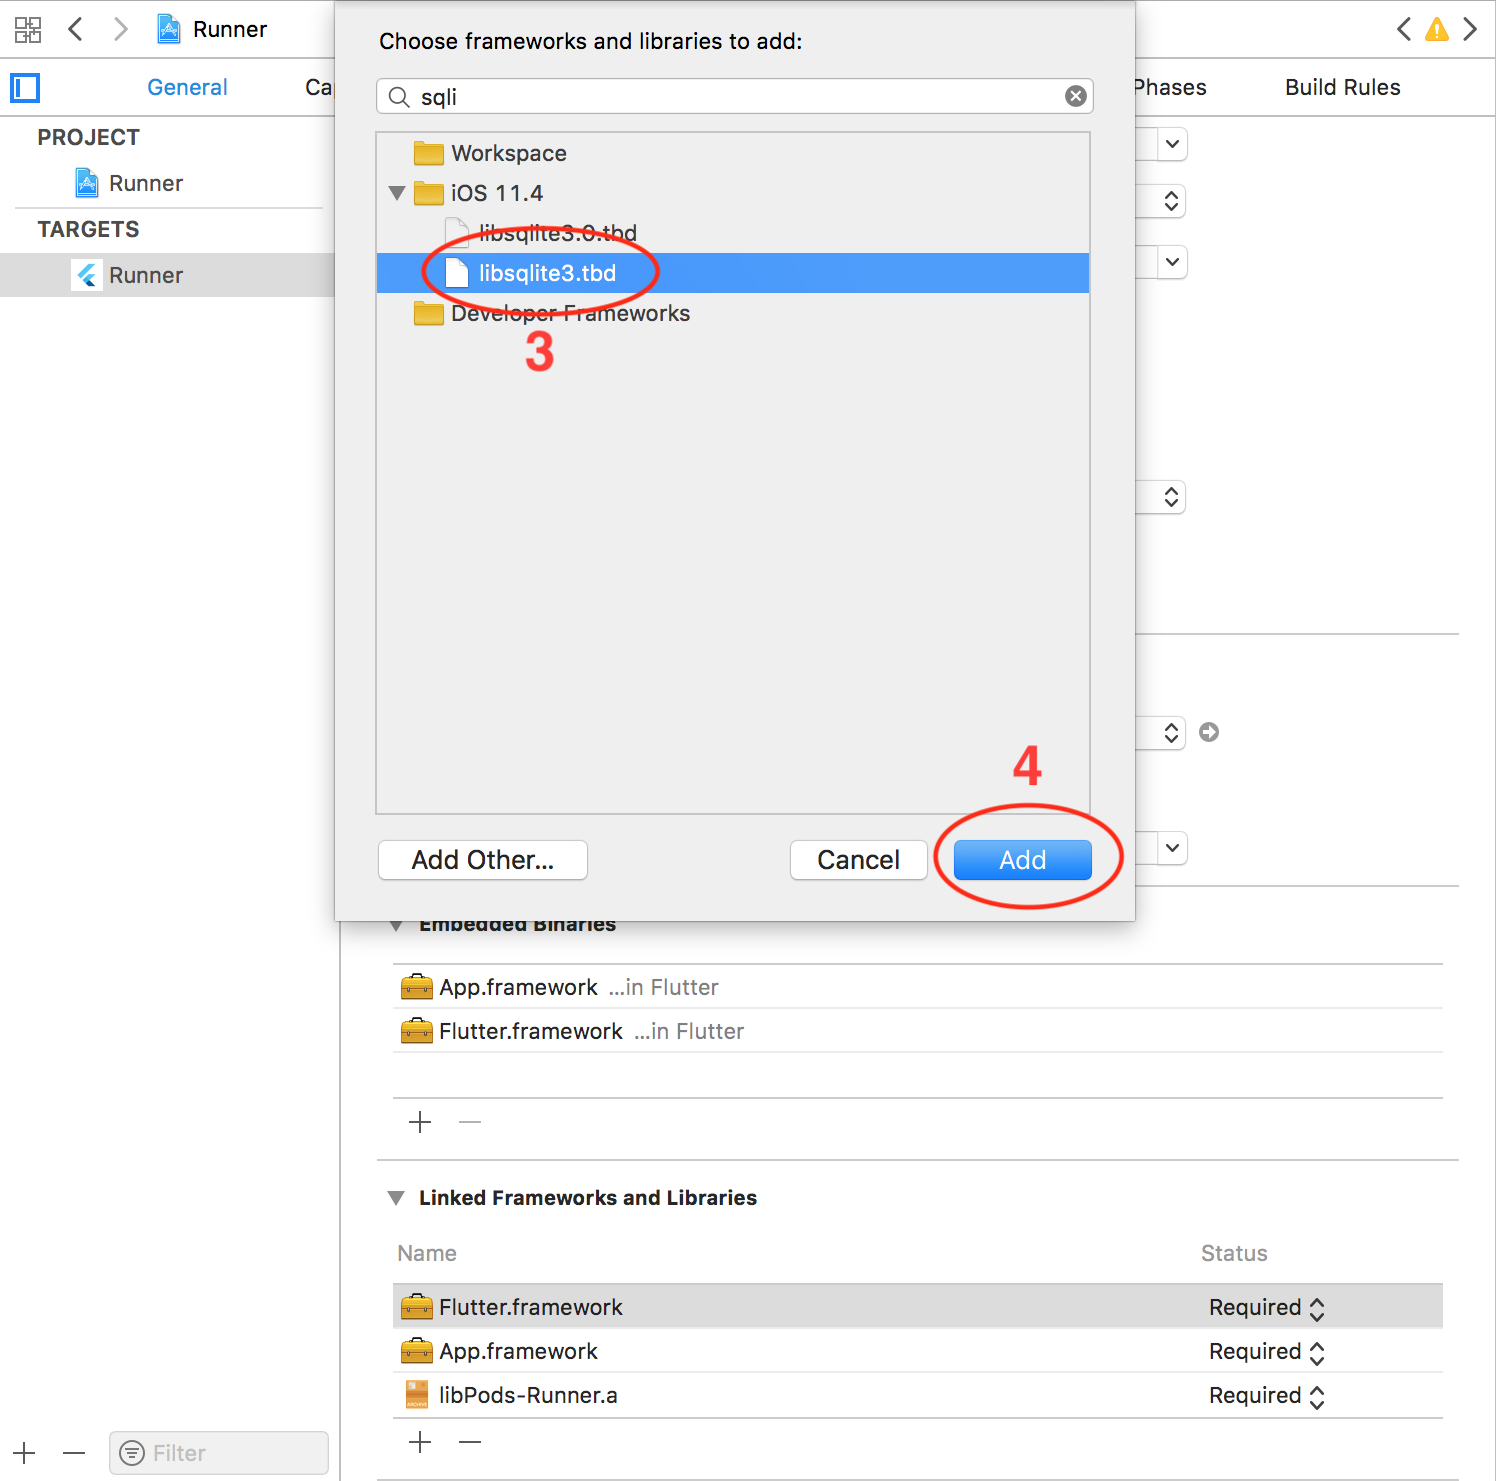 Runner
Choose frameworks and libraries to add:
General
Ca
Phases
Build Rules
sqli
PROJECT
Runner
TARGETS
Runner
Workspace
iOS 11.4
libsqlite3.0.tbd
libsqlite3.tbd
Developer Frameworks
3
4
Add Other...
Cancel
Add
Embedded Binaries
App.framework ...in Flutter
Flutter.framework ...in Flutter
Linked Frameworks and Libraries
Name Status
Flutter.framework Required
App.framework Required
libPods-Runner.a Required
Filter